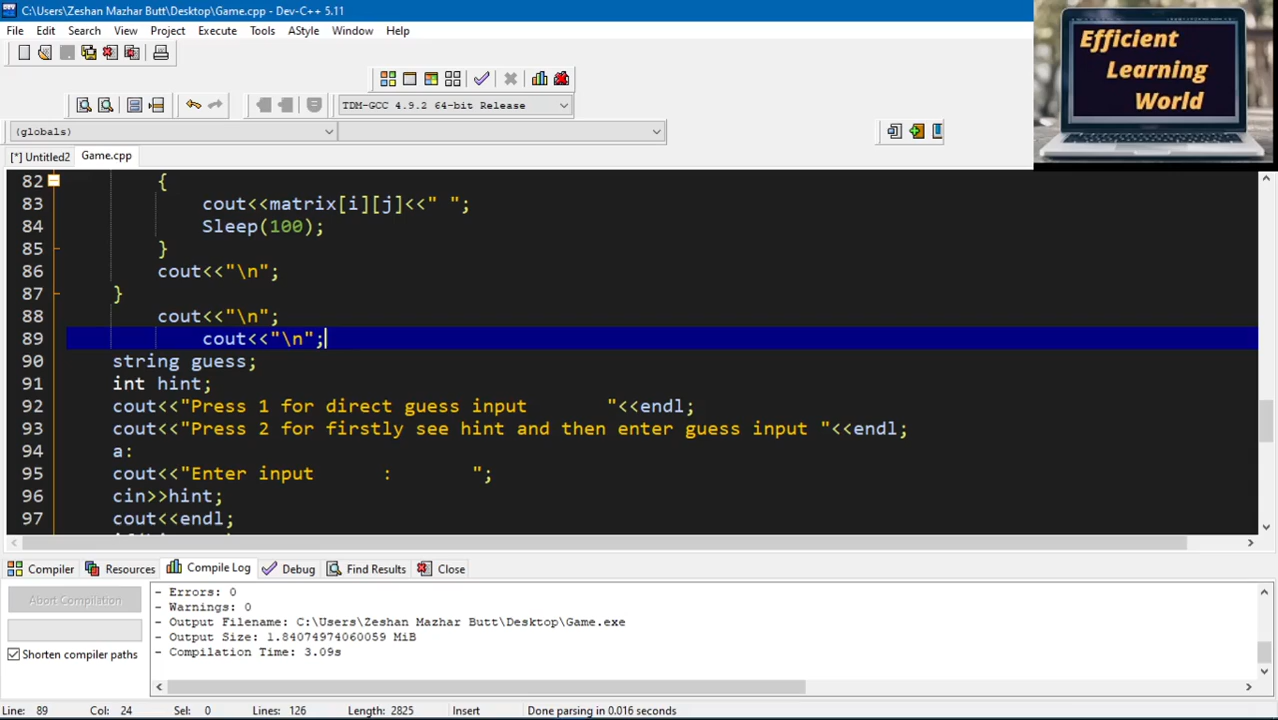 C:\Users\Zeshan Mazhar Butt\Desktop\Game.cpp - Dev-C++ 5.11
File Edit Search View Project Execute Tools AStyle Window Help
TDM-GCC 4.9.2 64-bit Release
(globals)
[*] Untitled2 Game.cpp
Efficient
Learning
World
82 {
83 cout<<matrix[i][j]<<" ";
84 Sleep(100);
85 }
86 cout<<"\n";
87 }
88 cout<<"\n";
89 cout<<"\n";
90 string guess;
91 int hint;
92 cout<<"Press 1 for direct guess input "<<endl;
93 cout<<"Press 2 for firstly see hint and then enter guess input "<<endl;
94 a:
95 cout<<"Enter input : ";
96 cin>>hint;
97 cout<<endl;
Compiler Resources Compile Log Debug Find Results Close
Abort Compilation
Shorten compiler paths
- Errors: 0
- Warnings: 0
- Output Filename: C:\Users\Zeshan Mazhar Butt\Desktop\Game.exe
- Output Size: 1.84074974060059 MiB
- Compilation Time: 3.09s
Line: 89 Col: 24 Sel: 0 Lines: 126 Length: 2825 Insert Done parsing in 0.016 seconds